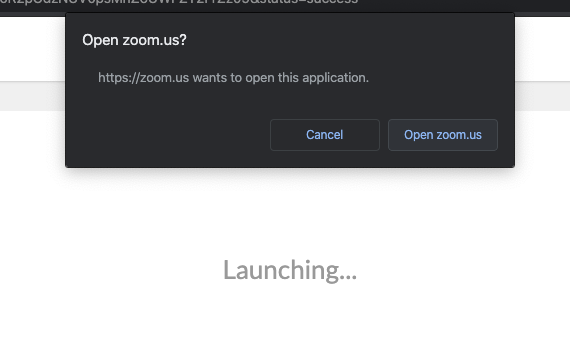 Open zoom.us?
https://zoom.us wants to open this application.
Cancel
Open zoom.us
Launching...